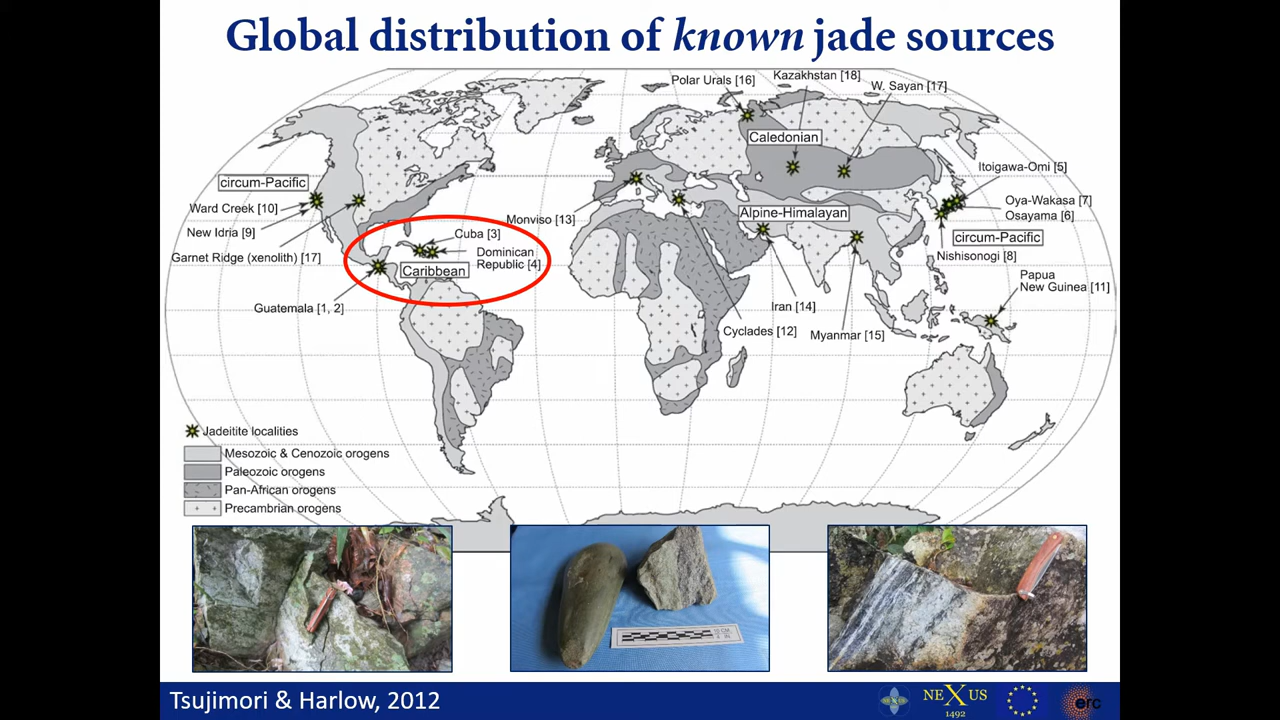 Global distribution of known jade sources
Polar Urals [16]
Kazakhstan [18]
W. Sayan [17]
Caledonian
Itoigawa-Omi [5]
circum-Pacific
Ward Creek [10]
Oya-Wakasa [7]
Osayama [6]
New Idria [9]
Monviso [13]
Alpine-Himalayan
Cuba [3]
circum-Pacific
Garnet Ridge (xenolith) [17]
Dominican
Republic [4]
Nishisonogi [8]
Caribbean
Papua
New Guinea [11]
Guatemala [1, 2]
Iran [14]
Cyclades [12]
Myanmar [15]
Jadeitite localities
Mesozoic & Cenozoic orogens
Paleozoic orogens
Pan-African orogens
Precambrian orogens
10 CM
Tsujimori & Harlow, 2012
NEXUS
1492
erc